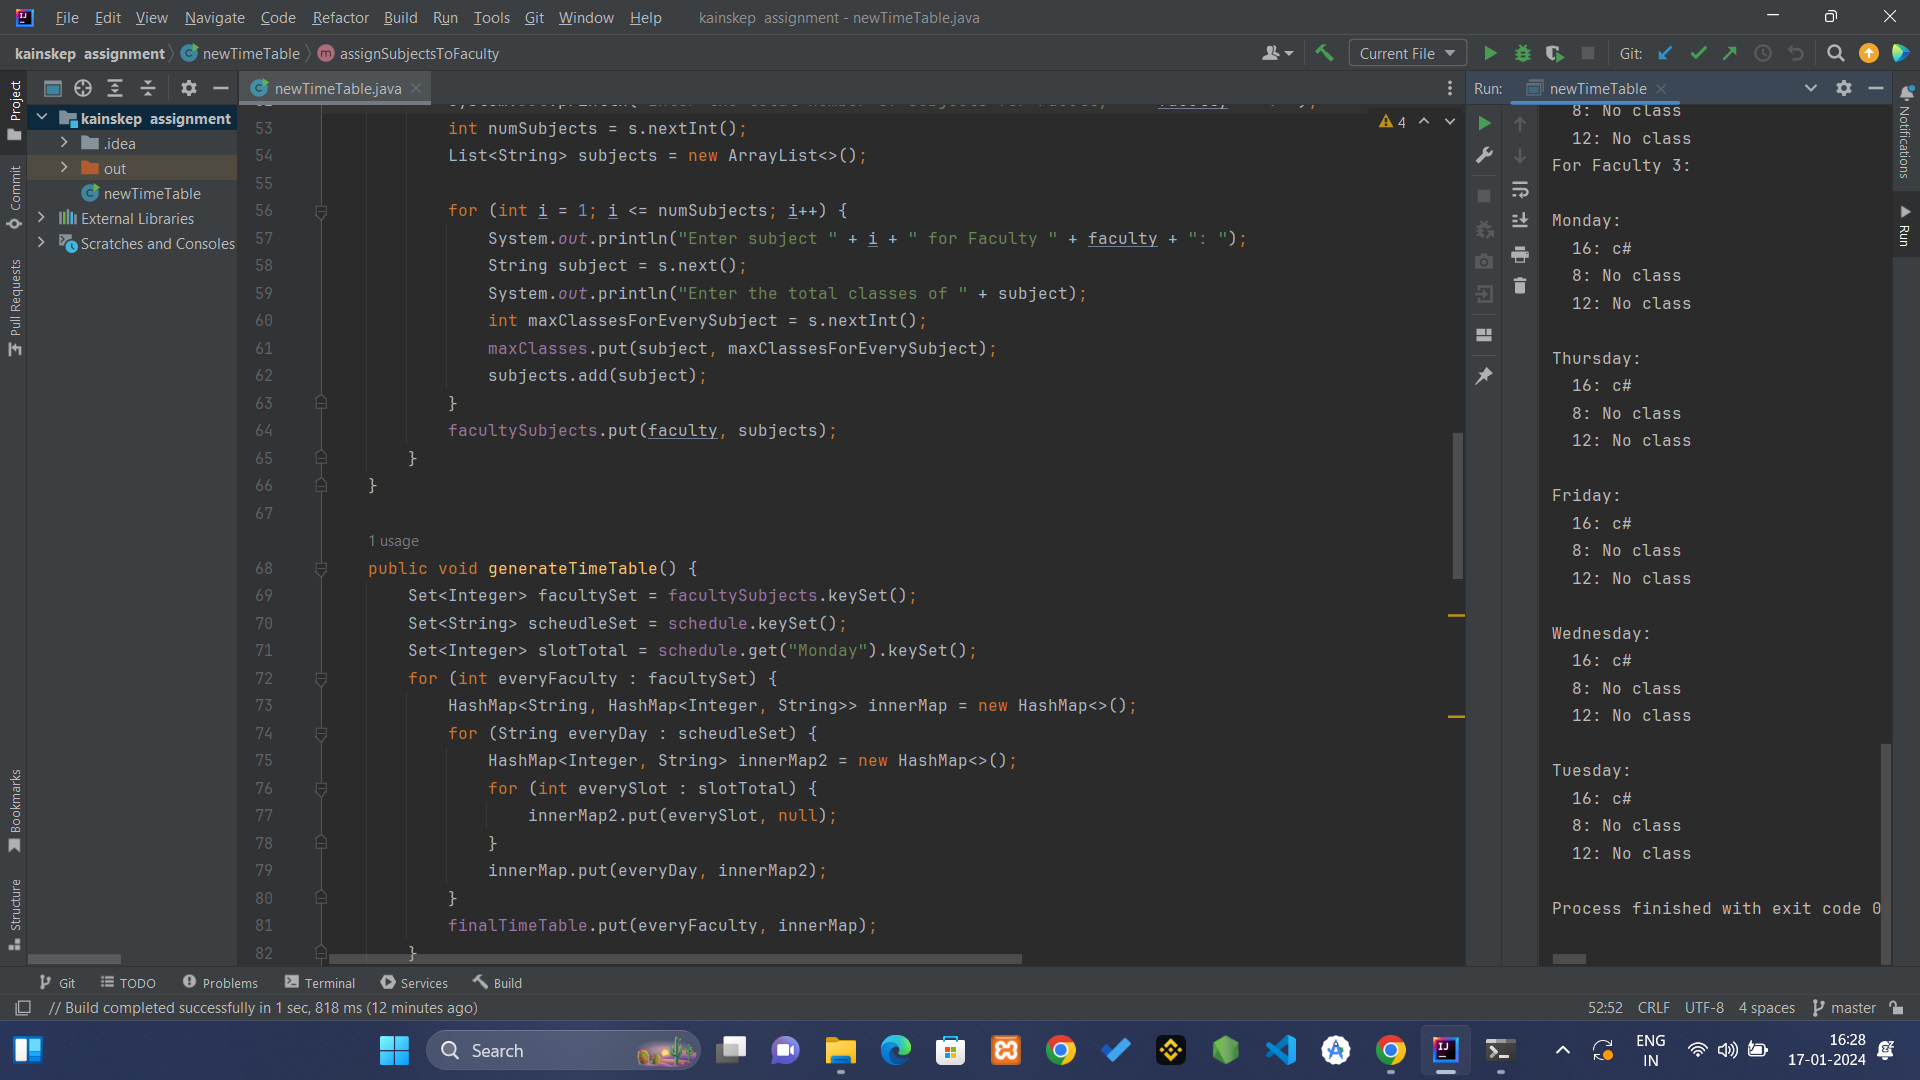 File Edit View Navigate Code Refactor Build Run Tools Git Window Help kainskep assignment - newTimeTable.java
kainskep assignment newTimeTable assignSubjectsToFaculty Current File Git:
Project
Commit
Pull Requests
Bookmarks
Structure
kainskep assignment
.idea
out
newTimeTable
External Libraries
Scratches and Consoles
newTimeTable.java
4
53 int numSubjects = s.nextInt();
54 List<String> subjects = new ArrayList<>();
55
56 for (int i = 1; i <= numSubjects; i++) {
57 System.out.println("Enter subject " + i + " for Faculty " + faculty + ": ");
58 String subject = s.next();
59 System.out.println("Enter the total classes of " + subject);
60 int maxClassesForEverySubject = s.nextInt();
61 maxClasses.put(subject, maxClassesForEverySubject);
62 subjects.add(subject);
63 }
64 facultySubjects.put(faculty, subjects);
65 }
66 }
67
1 usage
68 public void generateTimeTable() {
69 Set<Integer> facultySet = facultySubjects.keySet();
70 Set<String> scheudleSet = schedule.keySet();
71 Set<Integer> slotTotal = schedule.get("Monday").keySet();
72 for (int everyFaculty : facultySet) {
73 HashMap<String, HashMap<Integer, String>> innerMap = new HashMap<>();
74 for (String everyDay : scheudleSet) {
75 HashMap<Integer, String> innerMap2 = new HashMap<>();
76 for (int everySlot : slotTotal) {
77 innerMap2.put(everySlot, null);
78 }
79 innerMap.put(everyDay, innerMap2);
80 }
81 finalTimeTable.put(everyFaculty, innerMap);
82 }
Run: newTimeTable
8: No class
12: No class
For Faculty 3:
Monday:
16: c#
8: No class
12: No class
Thursday:
16: c#
8: No class
12: No class
Friday:
16: c#
8: No class
12: No class
Wednesday:
16: c#
8: No class
12: No class
Tuesday:
16: c#
8: No class
12: No class
Process finished with exit code 0
Notifications
Run
Git TODO Problems Terminal Services Build
// Build completed successfully in 1 sec, 818 ms (12 minutes ago) 52:52 CRLF UTF-8 4 spaces master
Search
ENG
IN
16:28
17-01-2024